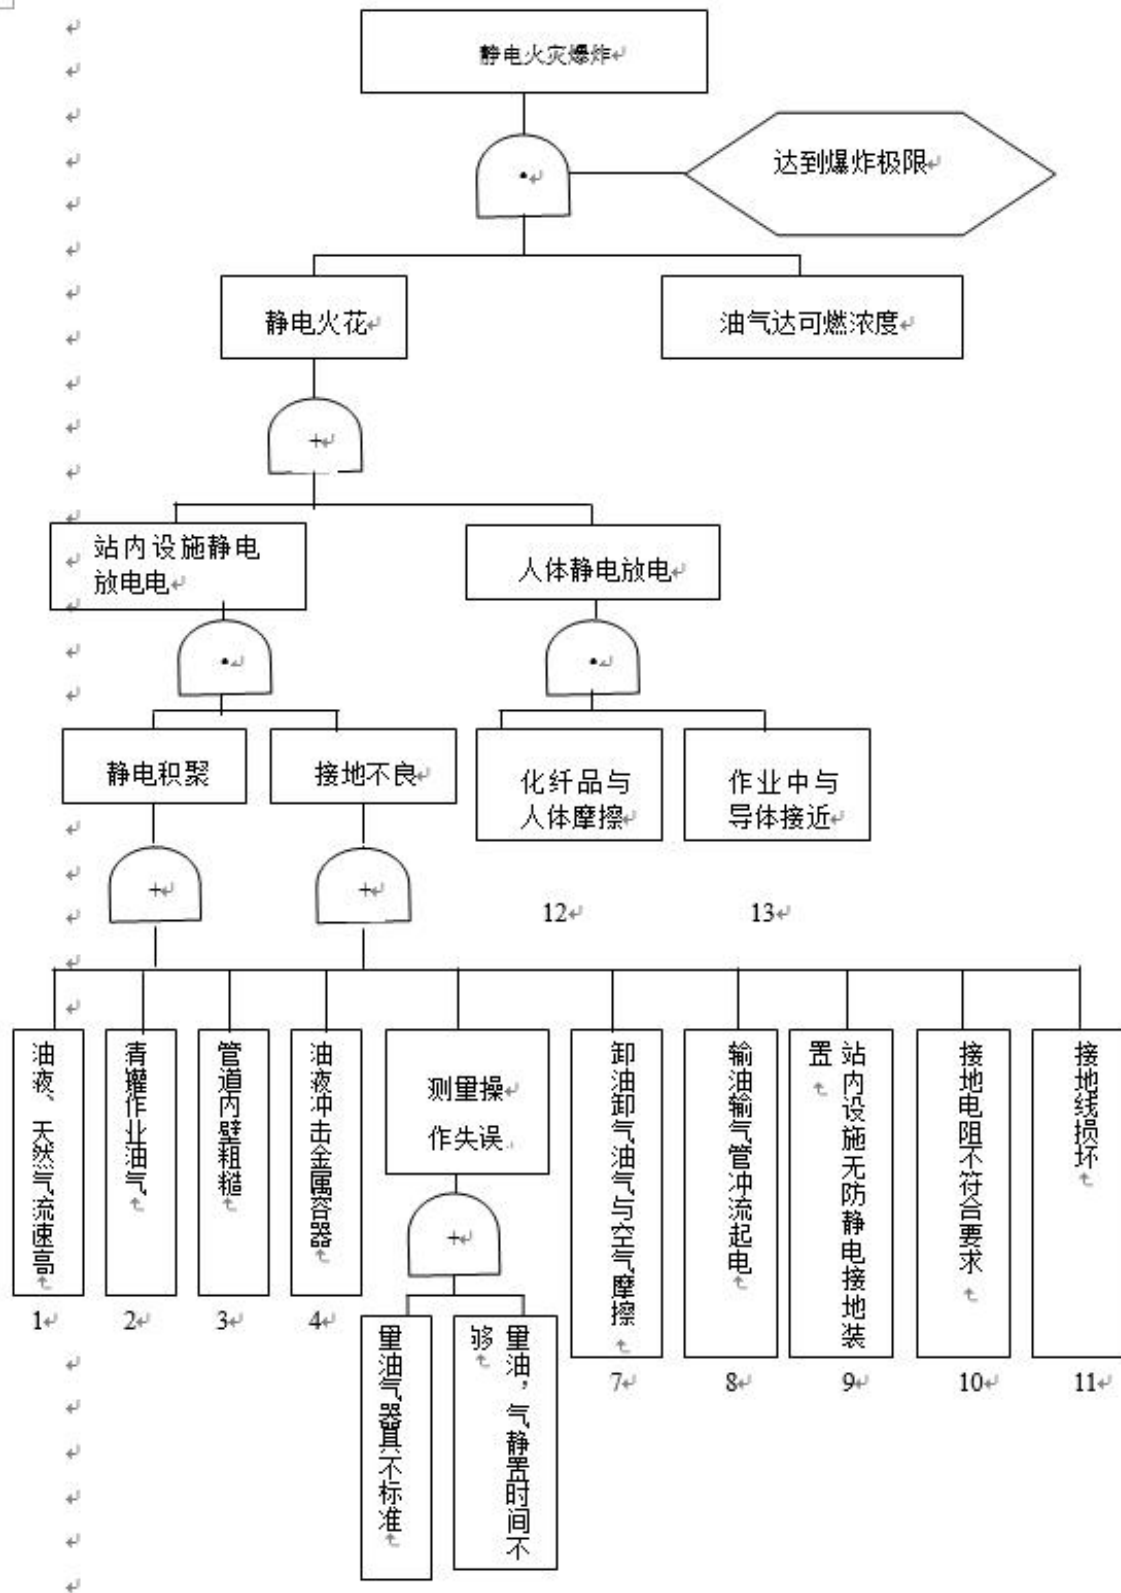 静电火灾爆炸
达到爆炸极限
静电火花
油气达可燃浓度
+
站内设施静电
放电电
人体静电放电
静电积聚
接地不良
化纤品与
人体摩擦
作业中与
导体接近
+
+
12
13
油液、天然气流速高
清罐作业油气
管道内壁粗糙
油液冲击金属容器
测量操
作失误
卸油卸气油气与空气摩擦
输油输气管冲流起电
站内设施无防静电接地装
置
接地电阻不符合要求
接地线损坏
+
1
2
3
4
量油气器具不标准
量油，气静置时间不
够
7
8
9
10
11